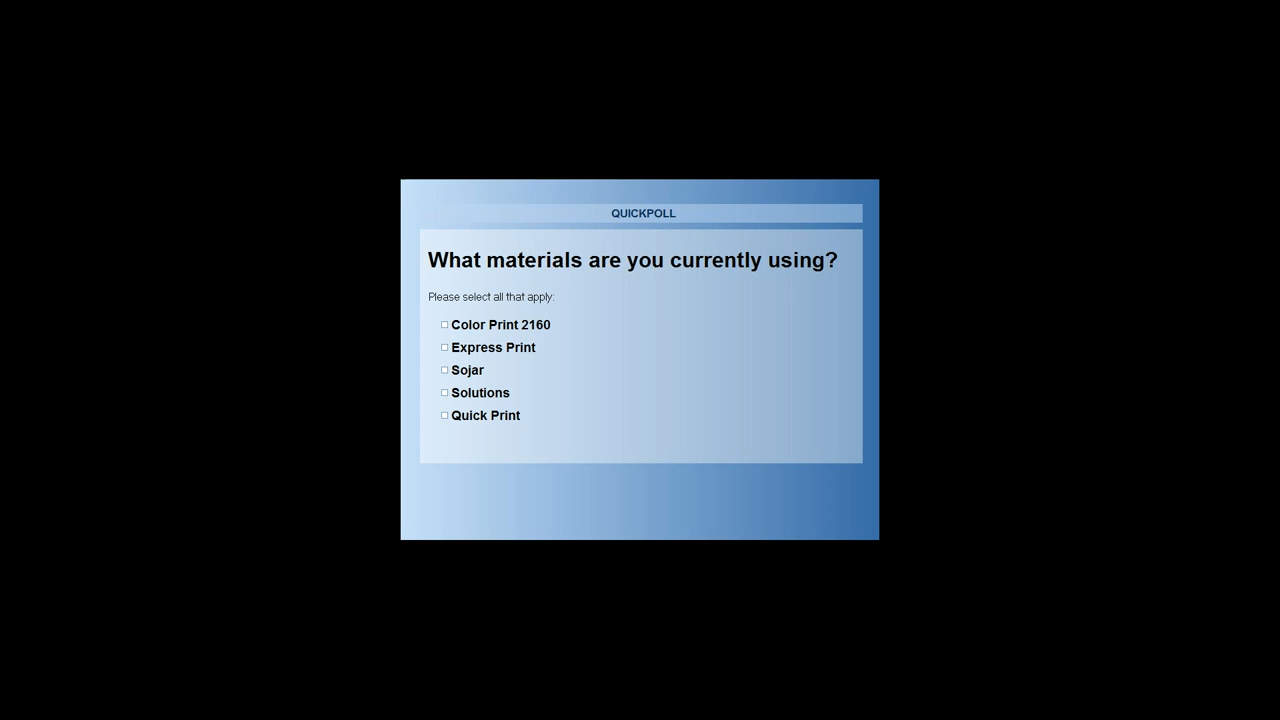 QUICKPOLL
What materials are you currently using?
Please select all that apply:
Color Print 2160
Express Print
Sojar
Solutions
Quick Print